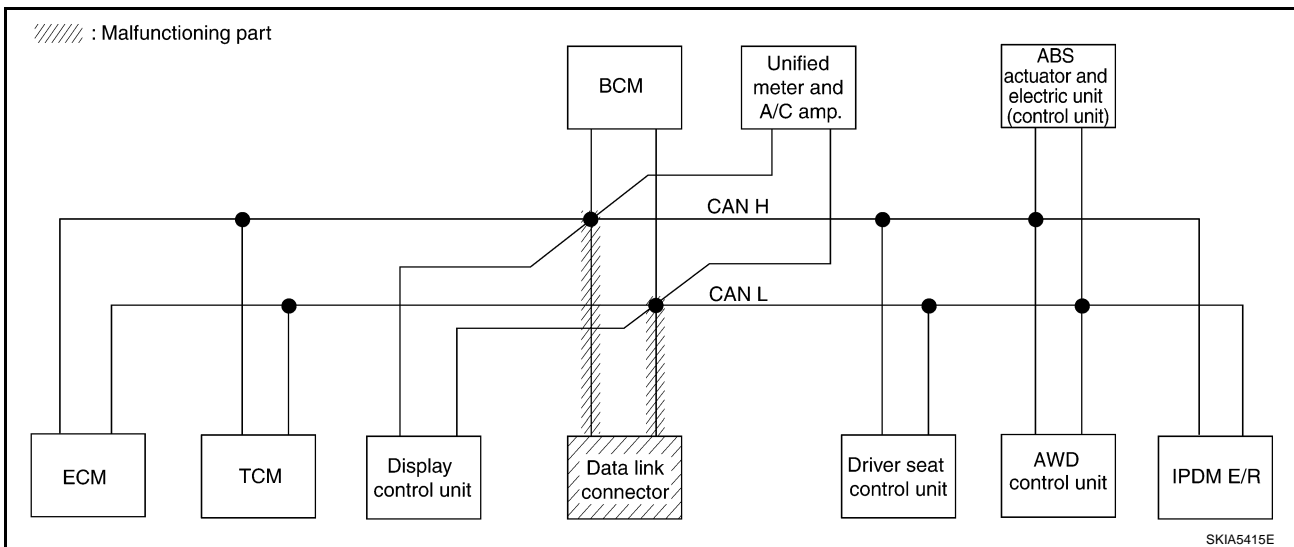 : Malfunctioning part
BCM
Unified
meter and
A/C amp.
ABS
actuator and
electric unit
(control unit)
CAN H
CAN L
ECM
TCM
Display
control unit
Data link
connector
Driver seat
control unit
AWD
control unit
IPDM E/R
SKIA5415E